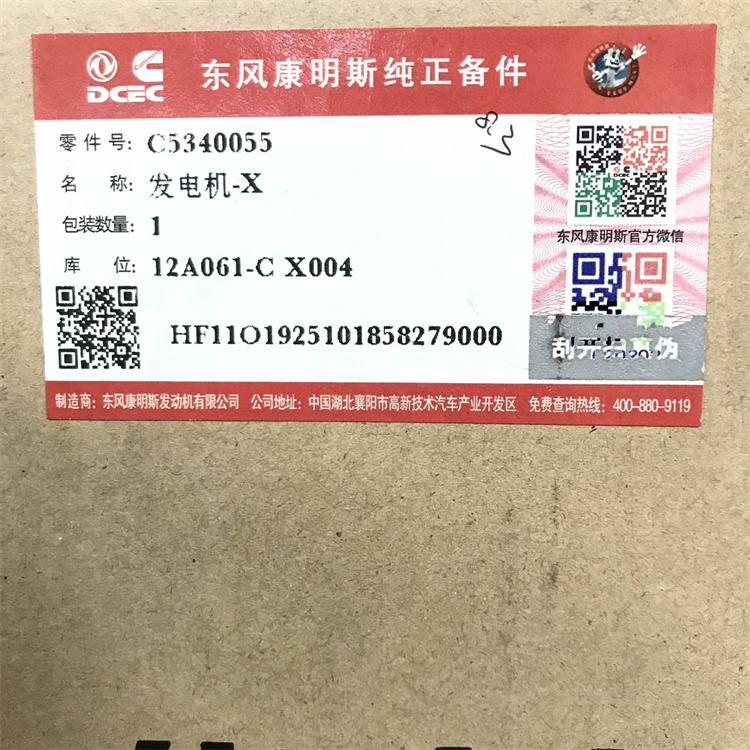 DCEC
东风康明斯纯正备件
零件号: C5340055
名 称: 发电机-X
包装数量: 1
库 位: 12A061-C X004
HF11O1925101858279000
东风康明斯官方微信
制造商: 东风康明斯发动机有限公司 公司地址: 中国湖北襄阳市高新技术汽车产业开发区 免费查询热线: 400-880-9119